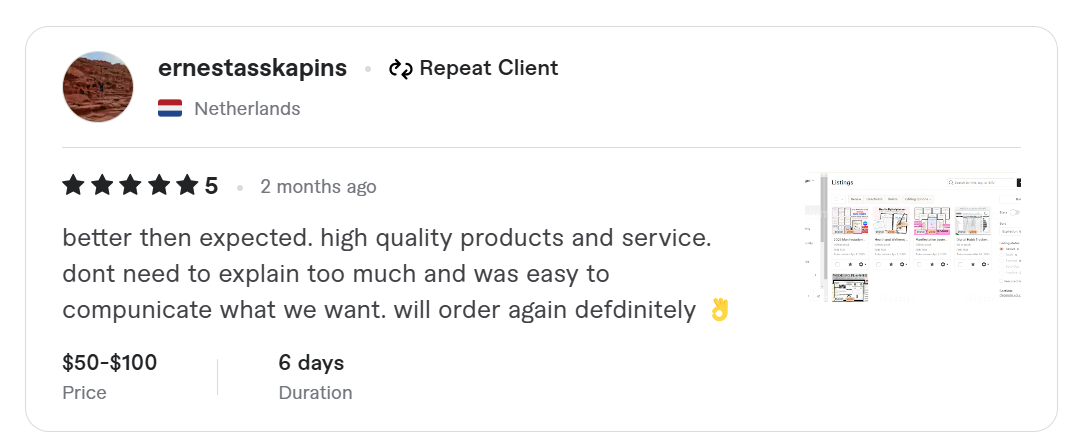 ernestasskapins
Repeat Client
Netherlands
5
2 months ago
better then expected. high quality products and service.
dont need to explain too much and was easy to
compunicate what we want. will order again defdinitely 👌
$50-$100
Price
6 days
Duration
Listings